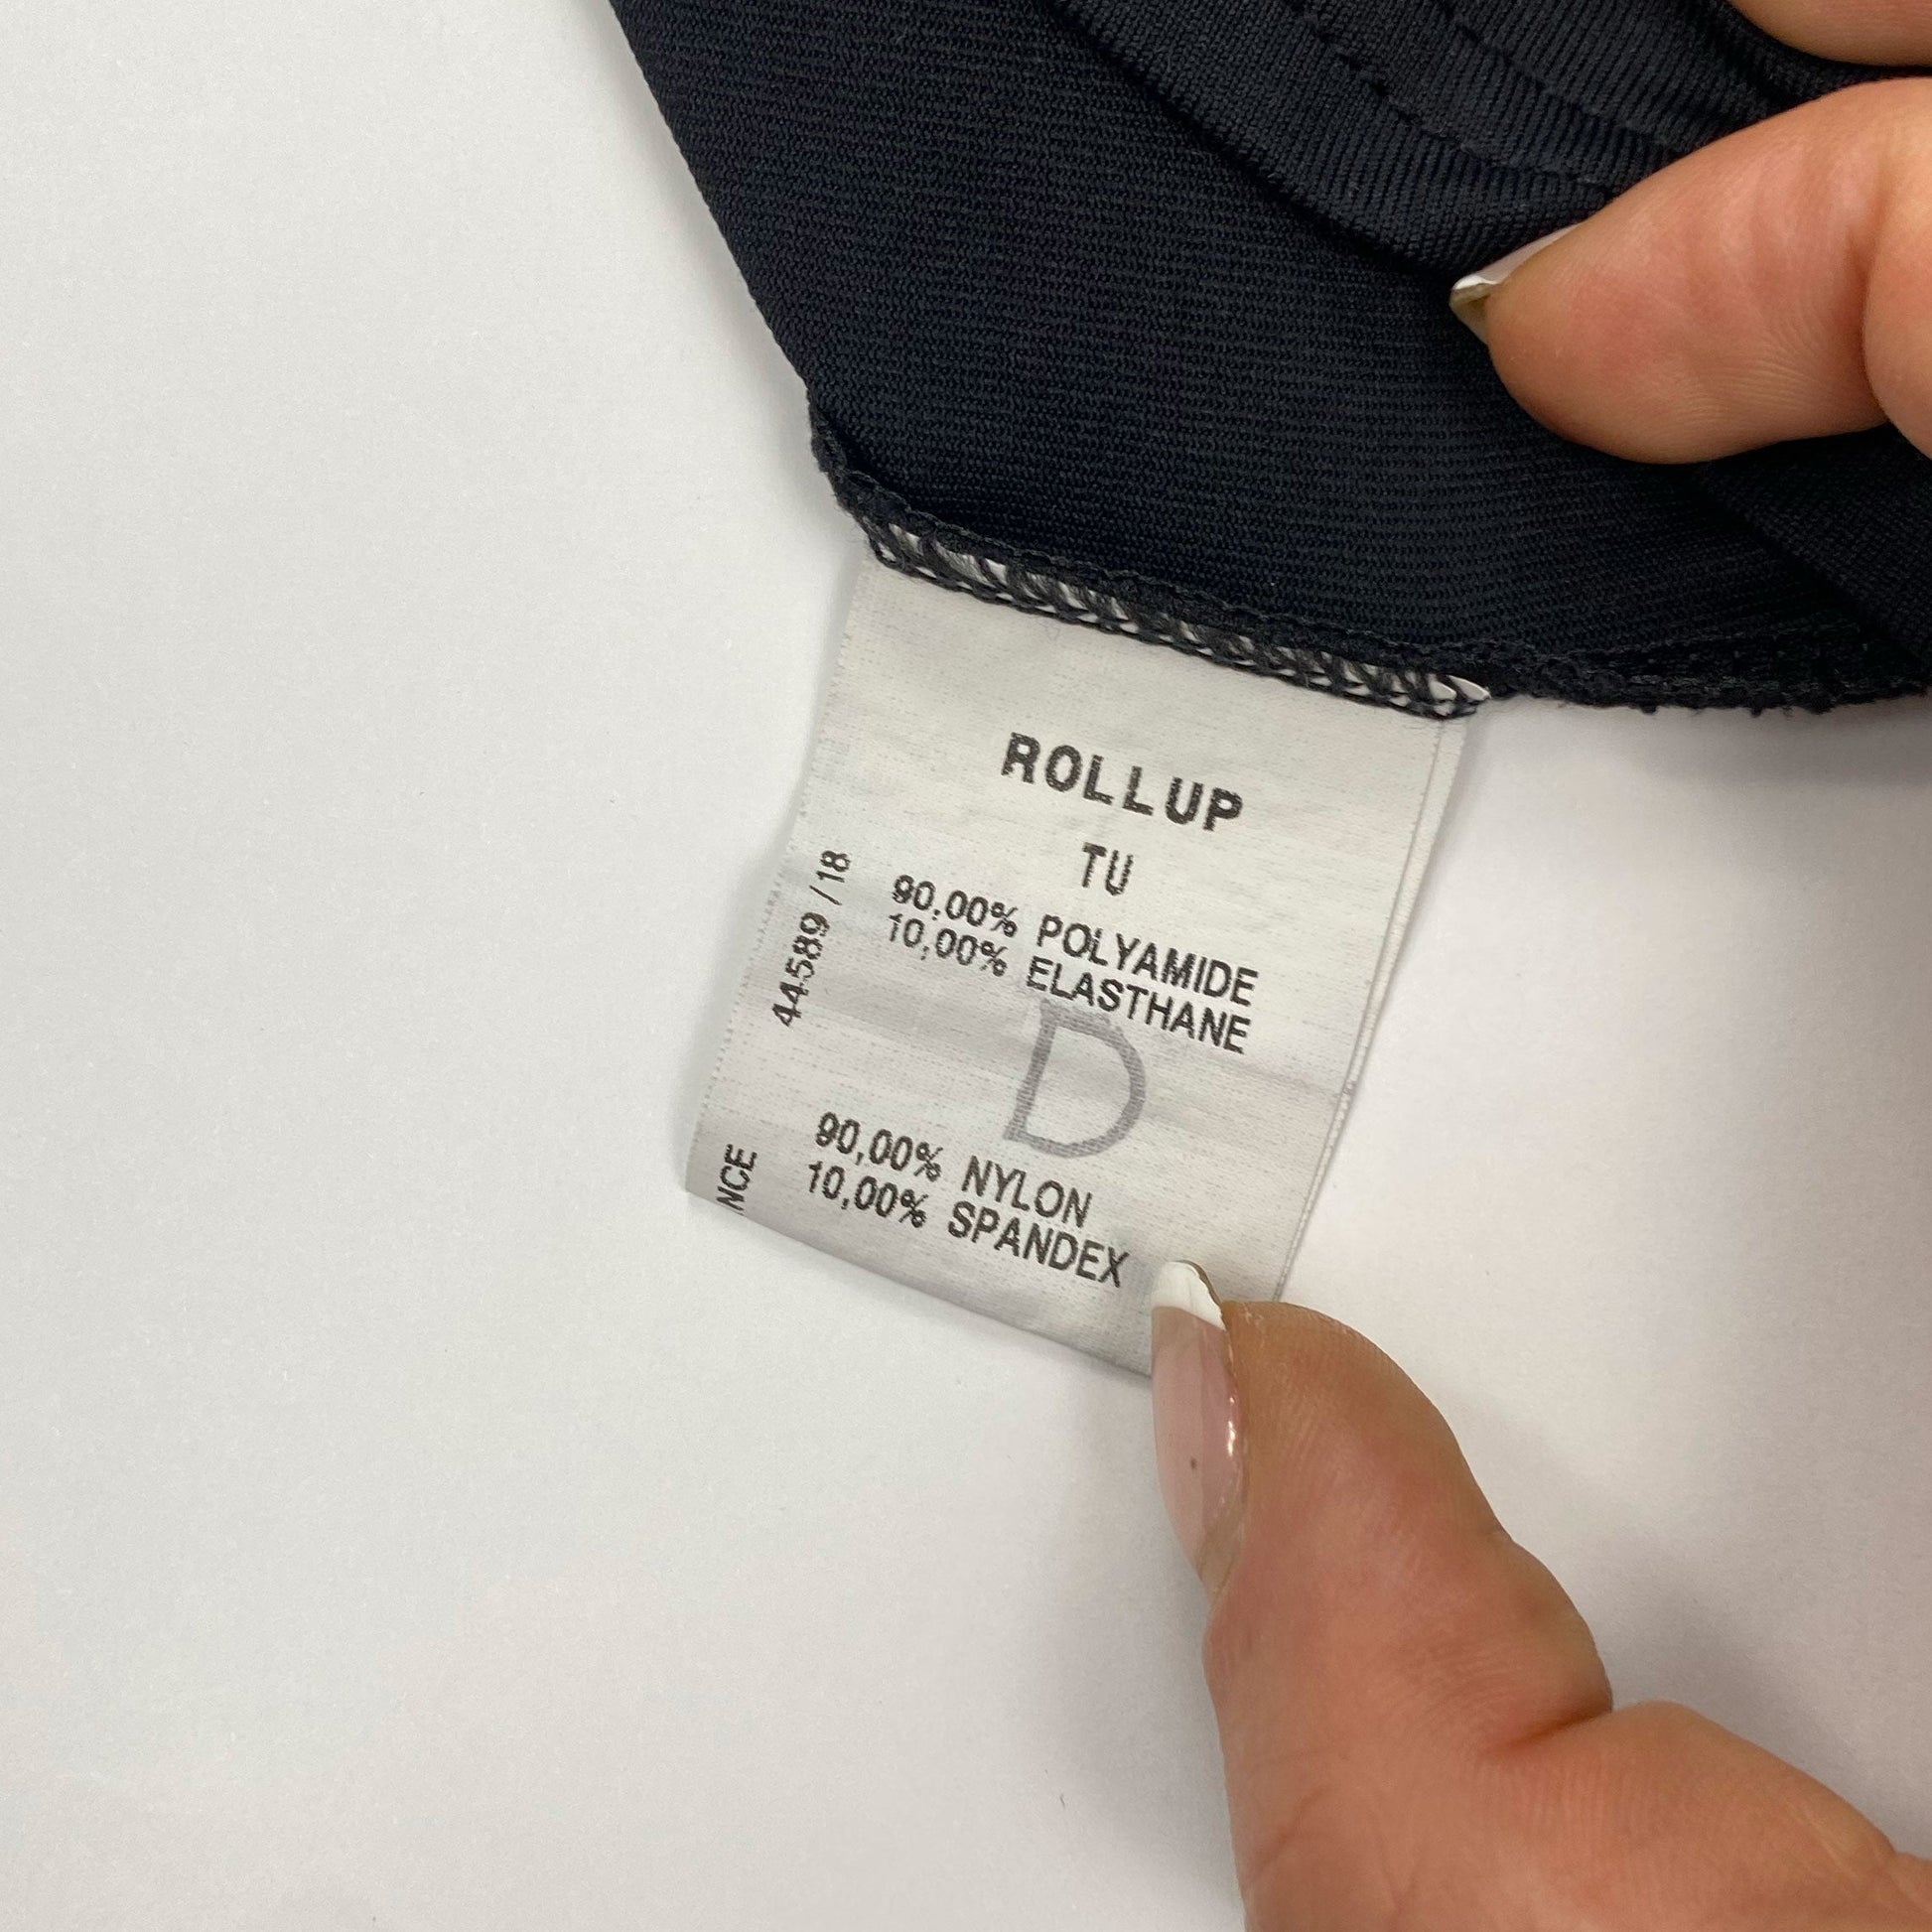 ROLLUP
TU
90,00% POLYAMIDE
10,00% ELASTHANE
D
90,00% NYLON
10,00% SPANDEX
44589 /18
NCE